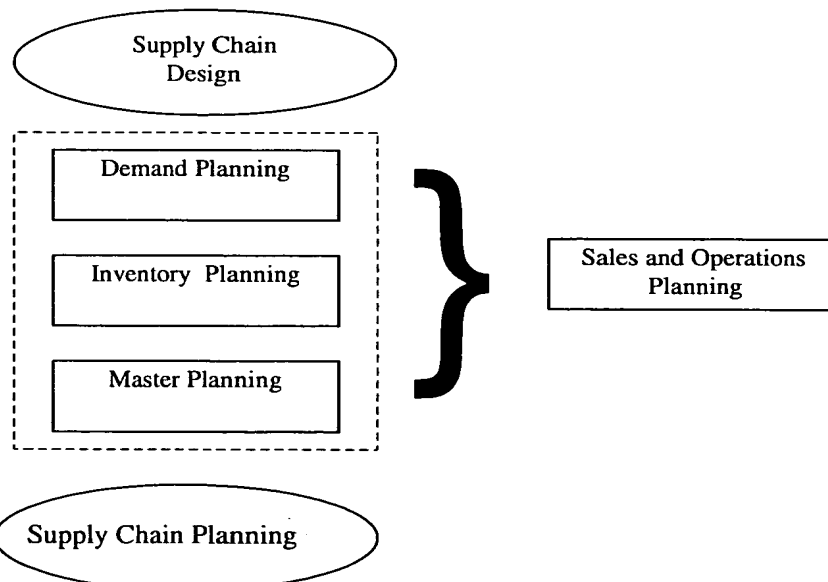 Supply Chain
Design
Demand Planning
Inventory Planning
Master Planning
Sales and Operations
Planning
Supply Chain Planning